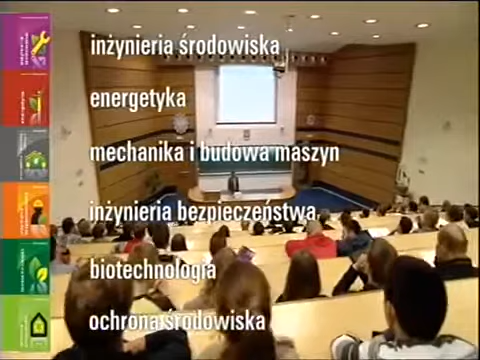 inżynieria środowiska
energetyka
mechanika i budowa maszyn
inżynieria bezpieczeństwa
biotechnologia
ochrona środowiska